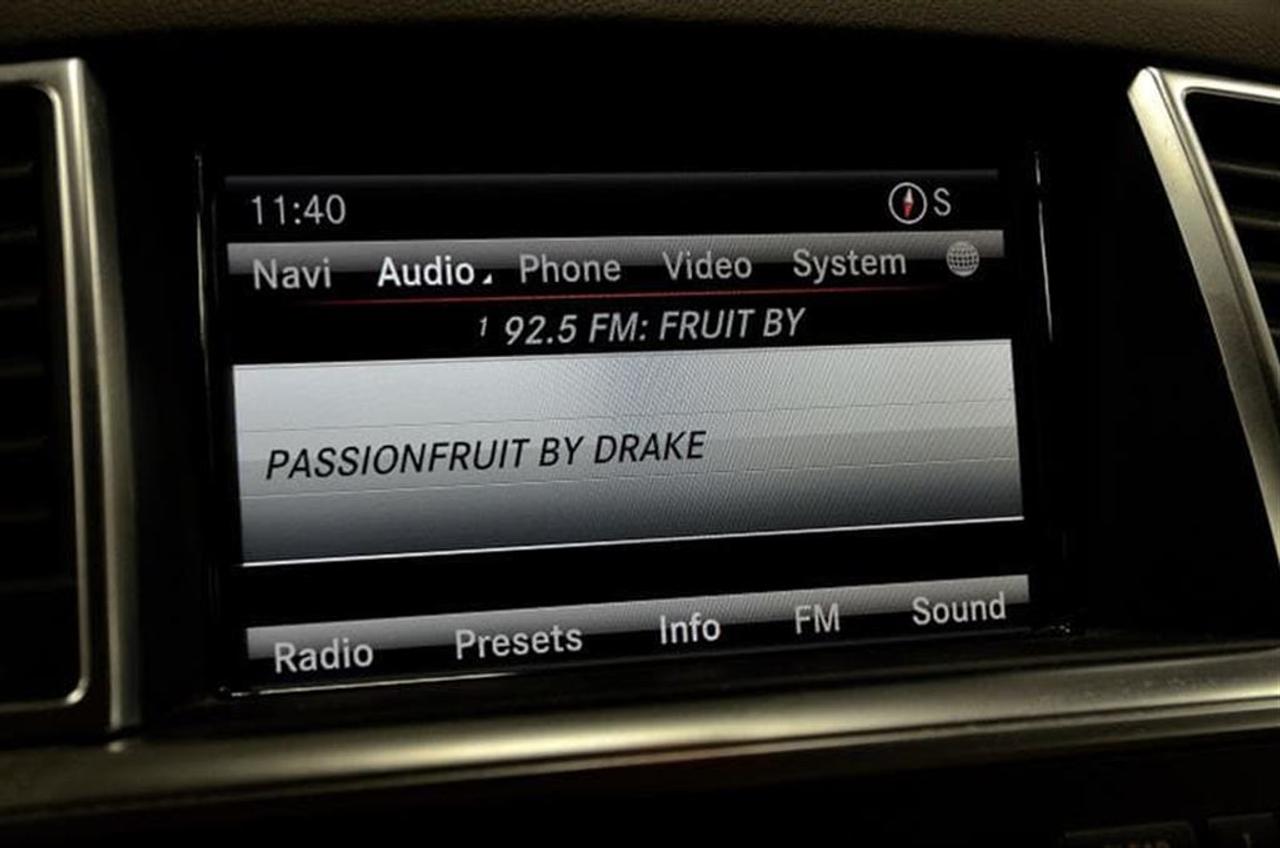 11:40 S
Navi Audio Phone Video System
1 92.5 FM: FRUIT BY
PASSIONFRUIT BY DRAKE
Radio Presets Info FM Sound